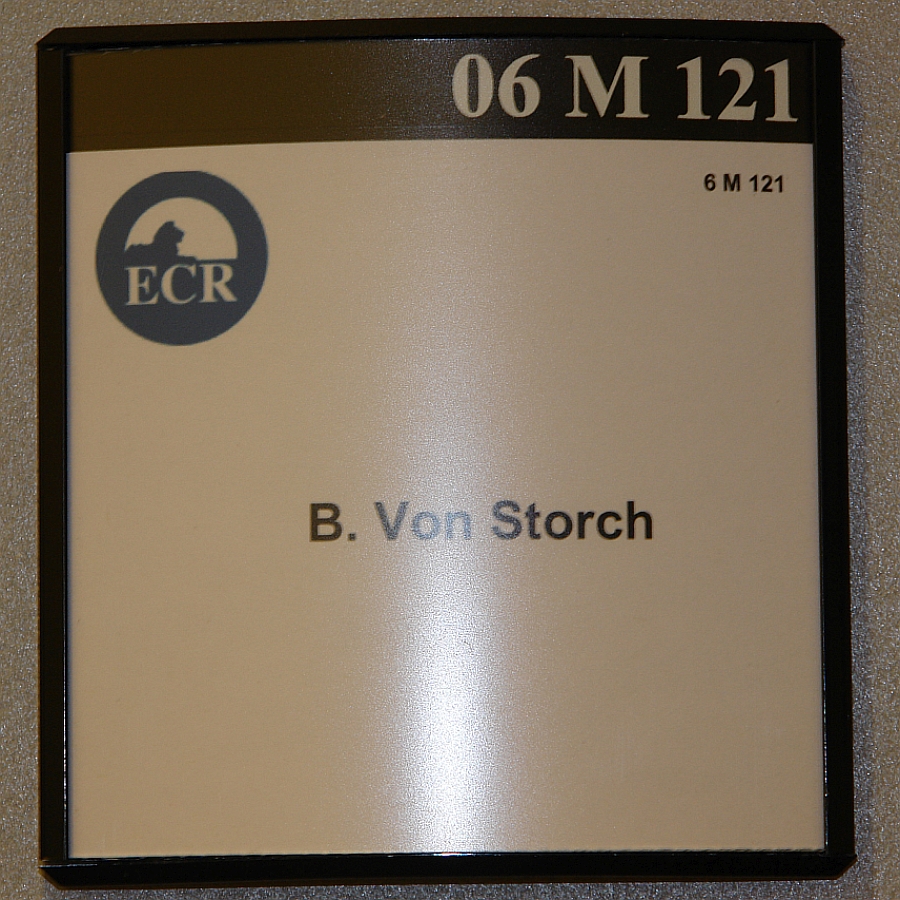 06 M 121
6 M 121
ECR
B. Von Storch